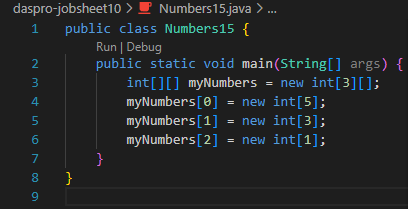 daspro-jobsheet10 > Numbers15.java > ...
1 public class Numbers15 {
Run | Debug
2 public static void main(String[] args) {
3 int[][] myNumbers = new int[3][];
4 myNumbers[0] = new int[5];
5 myNumbers[1] = new int[3];
6 myNumbers[2] = new int[1];
7 }
8 }
9